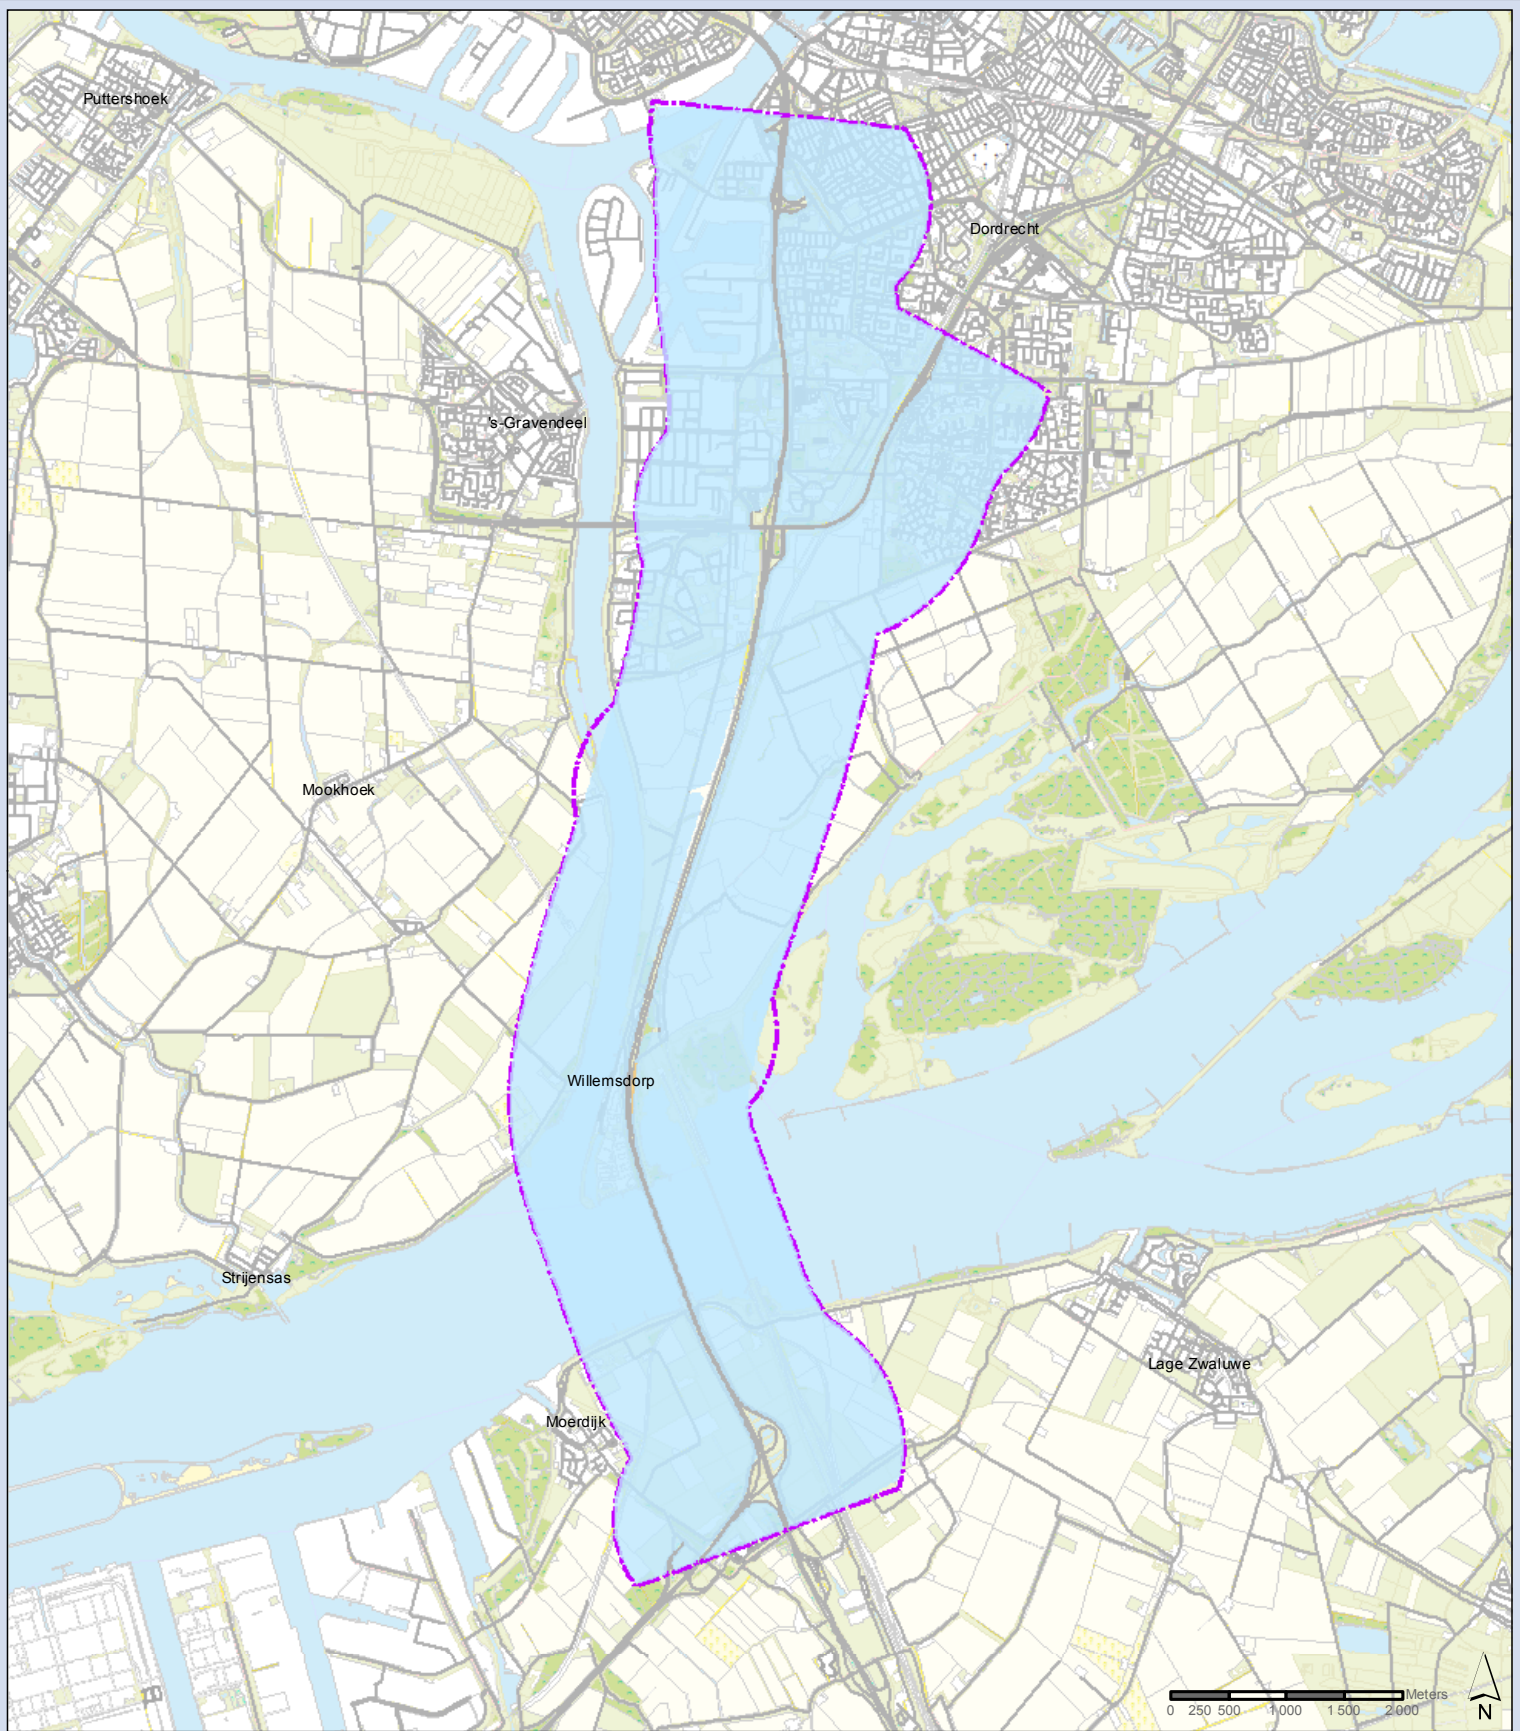 Puttershoek
Dordrecht
's-Gravendeel
Mookhoek
Willemsdorp
Strijensas
Lage Zwaluwe
Moerdijk
Meters
0 250 500 1 000 1 500 2 000
N